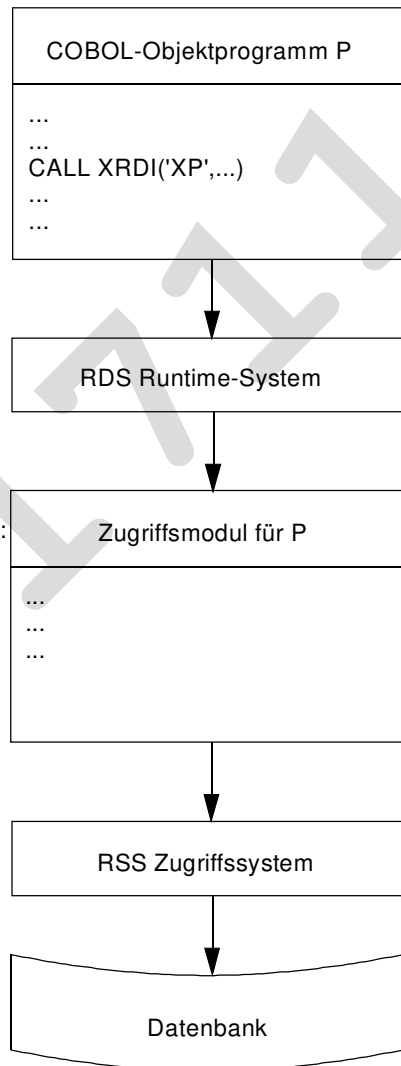 COBOL-Objektprogramm P
...
...
CALL XRDI('XP',...)
...
...
RDS Runtime-System
:
Zugriffsmodul für P
...
...
...
RSS Zugriffssystem
Datenbank